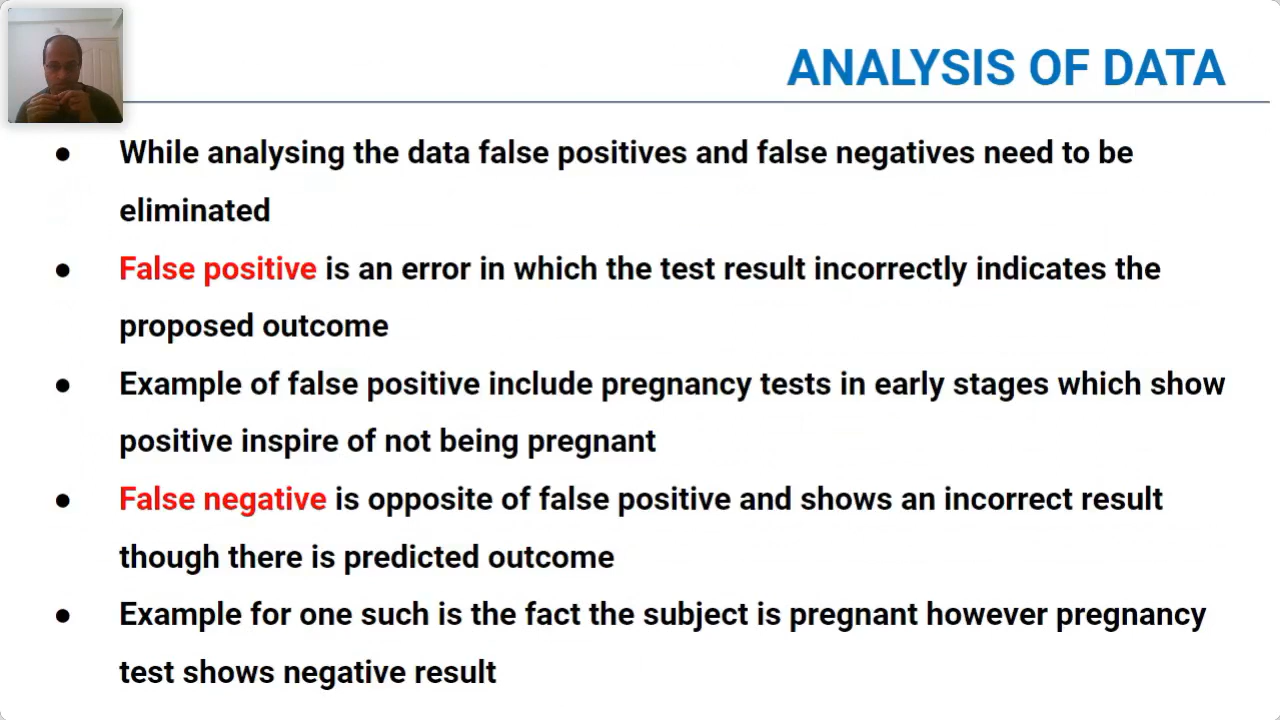 ANALYSIS OF DATA
● While analysing the data false positives and false negatives need to be
eliminated
● False positive is an error in which the test result incorrectly indicates the
proposed outcome
● Example of false positive include pregnancy tests in early stages which show
positive inspire of not being pregnant
● False negative is opposite of false positive and shows an incorrect result
though there is predicted outcome
● Example for one such is the fact the subject is pregnant however pregnancy
test shows negative result